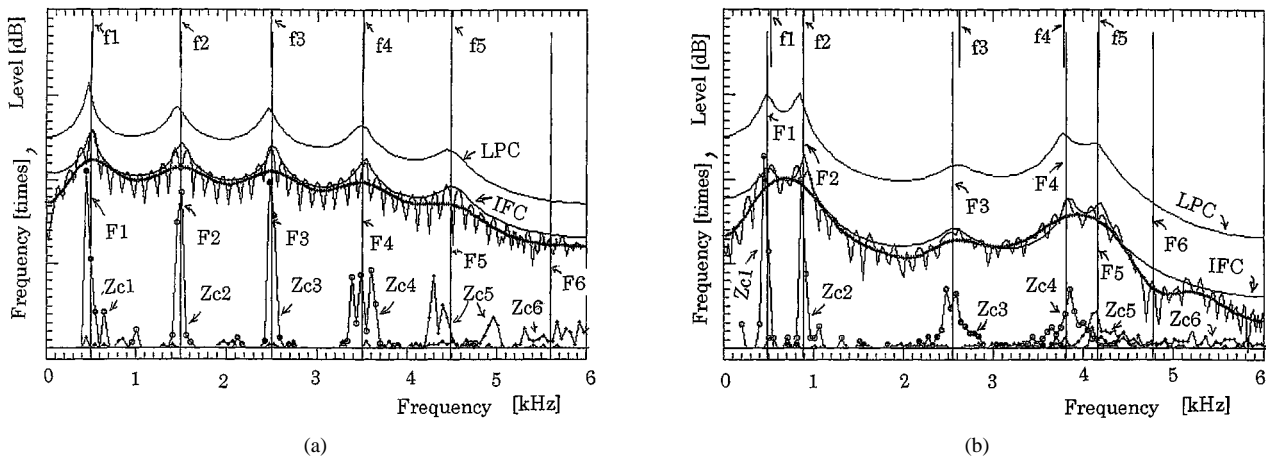 f1
f2
f3
f4
f5
Frequency [times], Level [dB]
LPC
IFC
F1
F2
F3
F4
F5
F6
Zc1
Zc2
Zc3
Zc4
Zc5
Zc6
0 1 2 3 4 5 6
Frequency [kHz]
(a)
f1
f2
f3
f4
f5
Frequency [times], Level [dB]
F1
F2
F3
F4
F5
F6
LPC
IFC
Zc1
Zc2
Zc3
Zc4
Zc5
Zc6
0 1 2 3 4 5 6
Frequency [kHz]
(b)